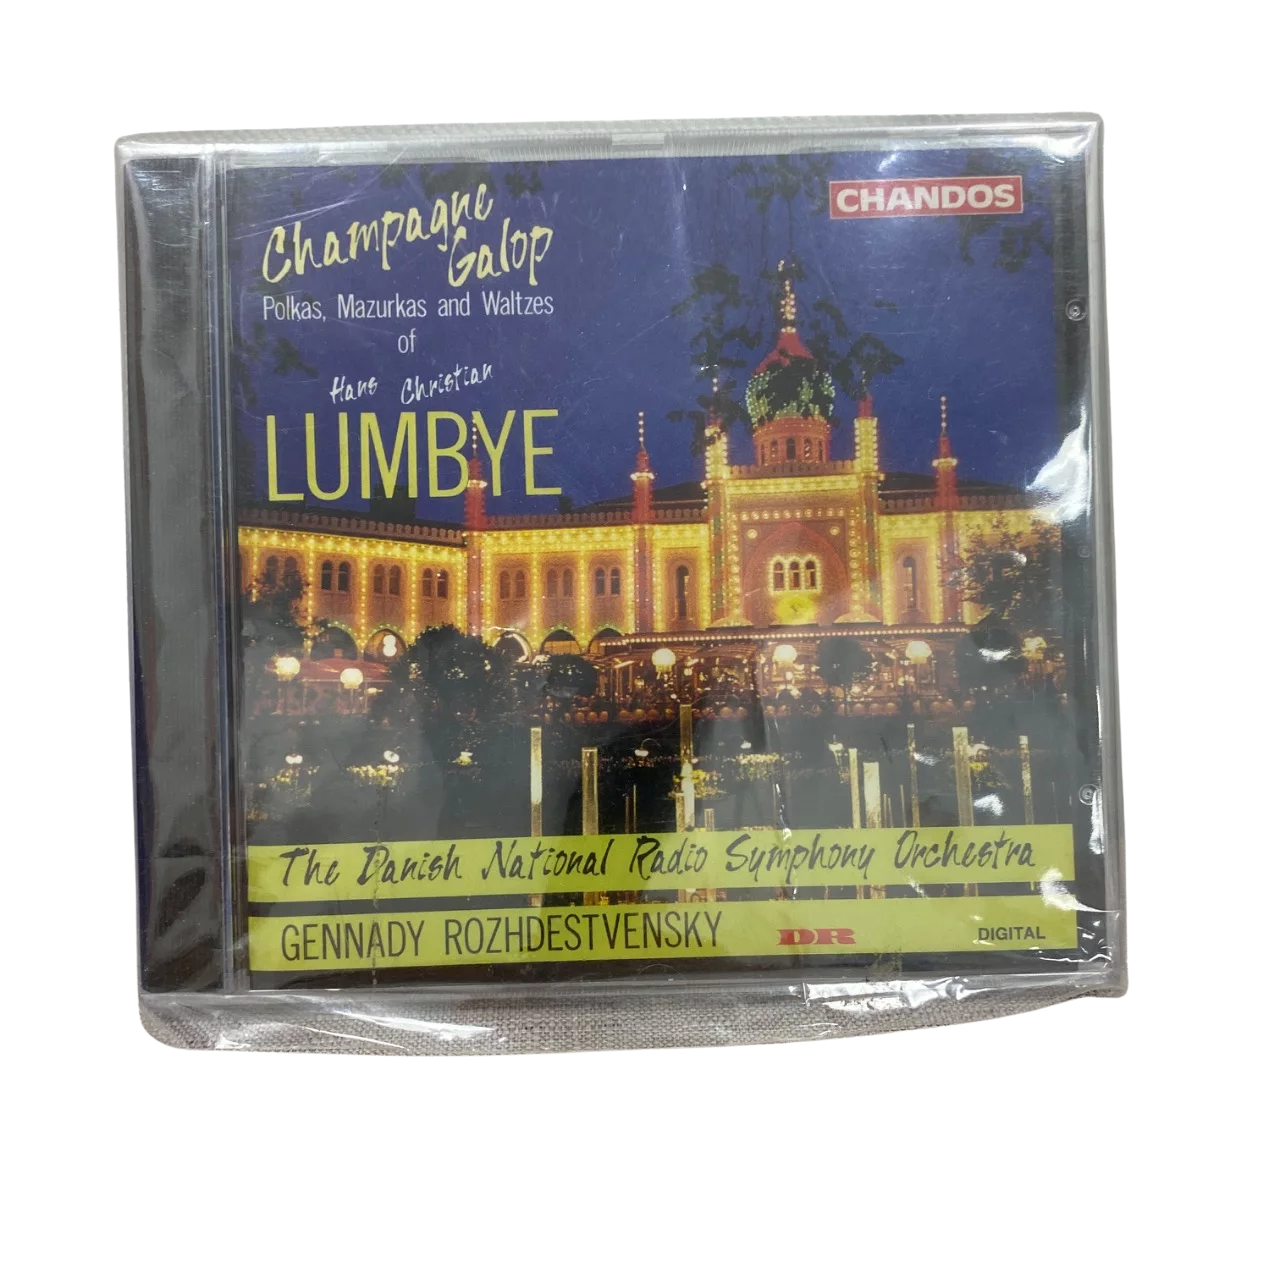 Champagne
Galop
CHANDOS
Polkas, Mazurkas and Waltzes
of
Hans Christian
LUMBYE
The Danish National Radio Symphony Orchestra
GENNADY ROZHDESTVENSKY DR DIGITAL